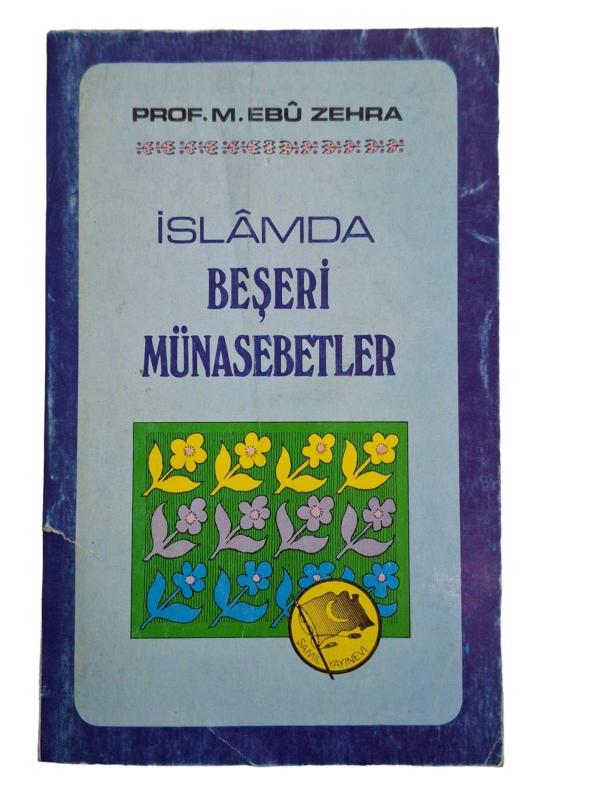 PROF. M. EBÛ ZEHRA
İSLÂMDA
BEŞERİ
MÜNASEBETLER
ŞAMİL YAYINEVİ